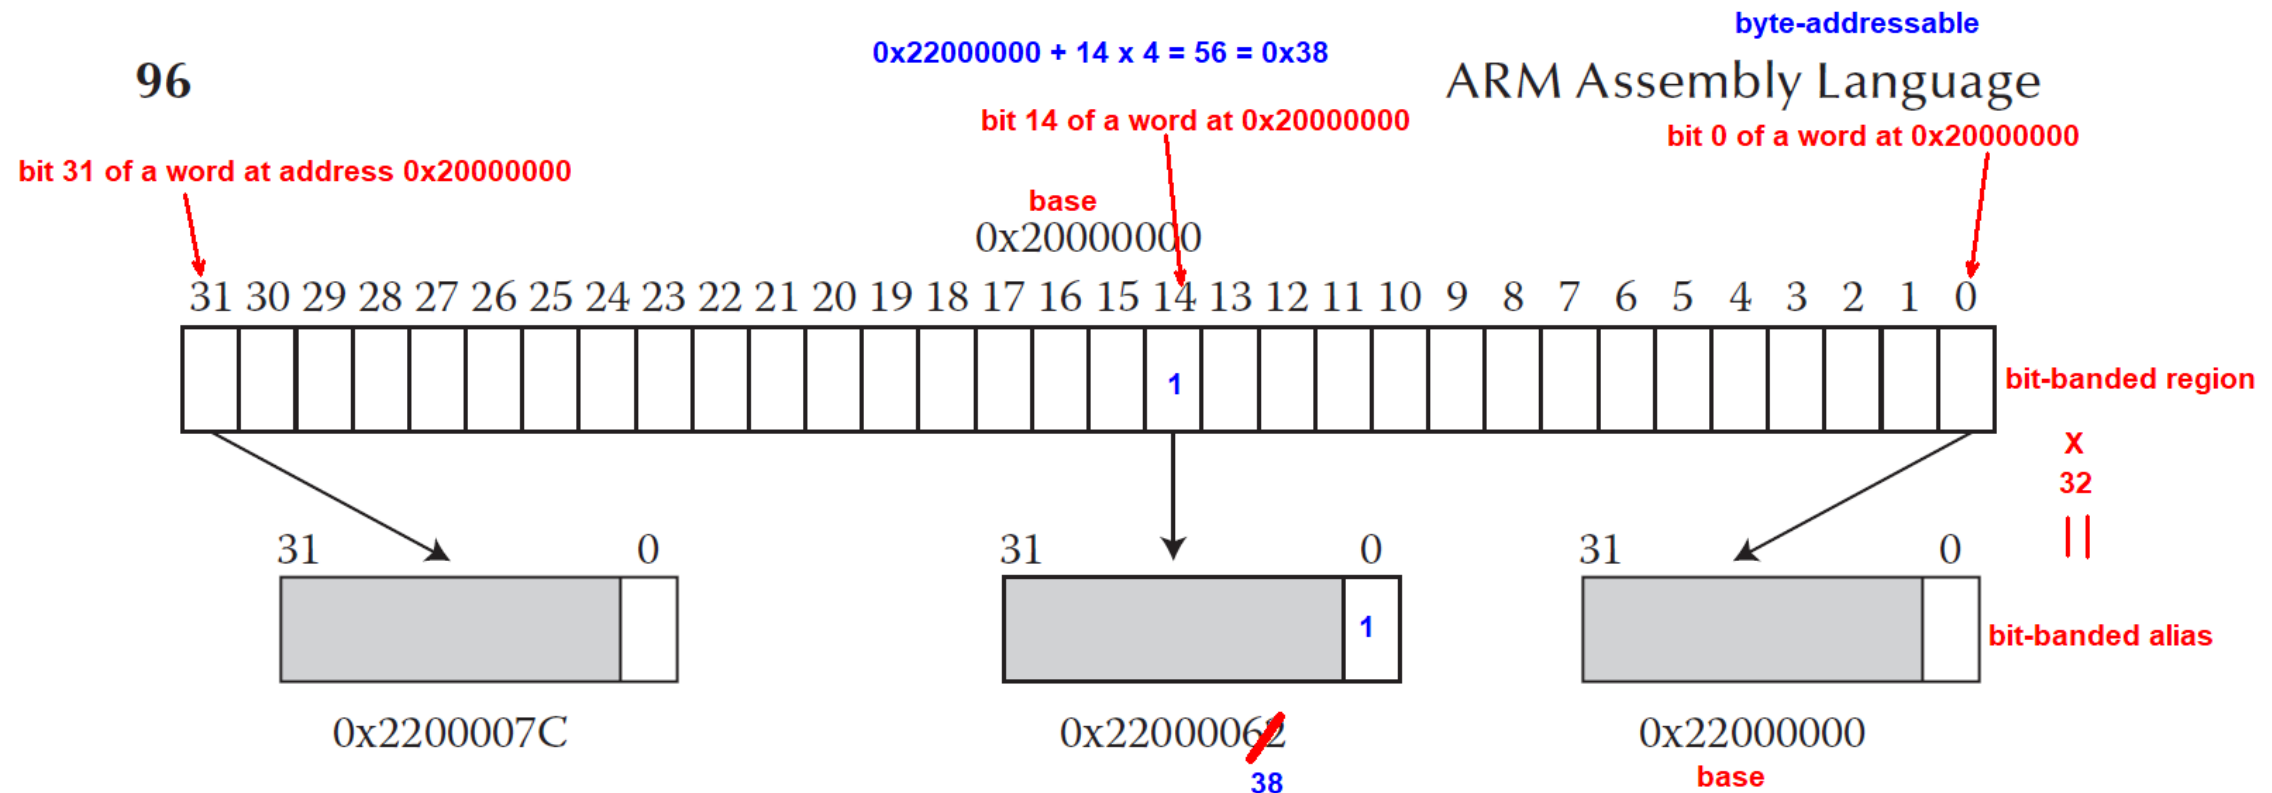 byte-addressable
0x22000000 + 14 x 4 = 56 = 0x38
96
ARM Assembly Language
bit 14 of a word at 0x20000000
bit 0 of a word at 0x20000000
bit 31 of a word at address 0x20000000
base
0x20000000
31 30 29 28 27 26 25 24 23 22 21 20 19 18 17 16 15 14 13 12 11 10 9 8 7 6 5 4 3 2 1 0
1
bit-banded region
x
32
||
31 0
31 0
31 0
1
bit-banded alias
0x2200007C
0x22000062
0x22000000
38
base